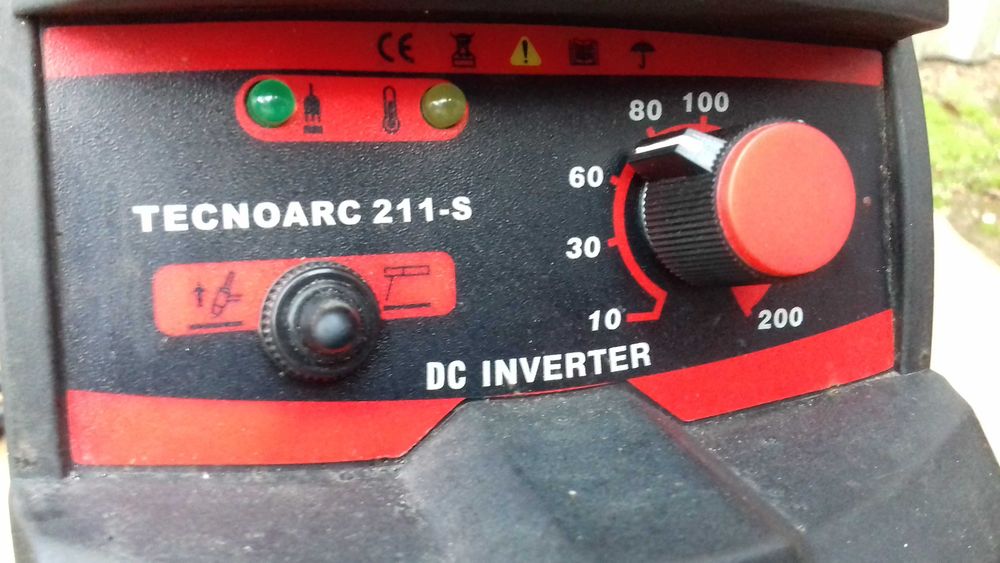 CE
80 100
60
TECNOARC 211-S
30
10
200
DC INVERTER